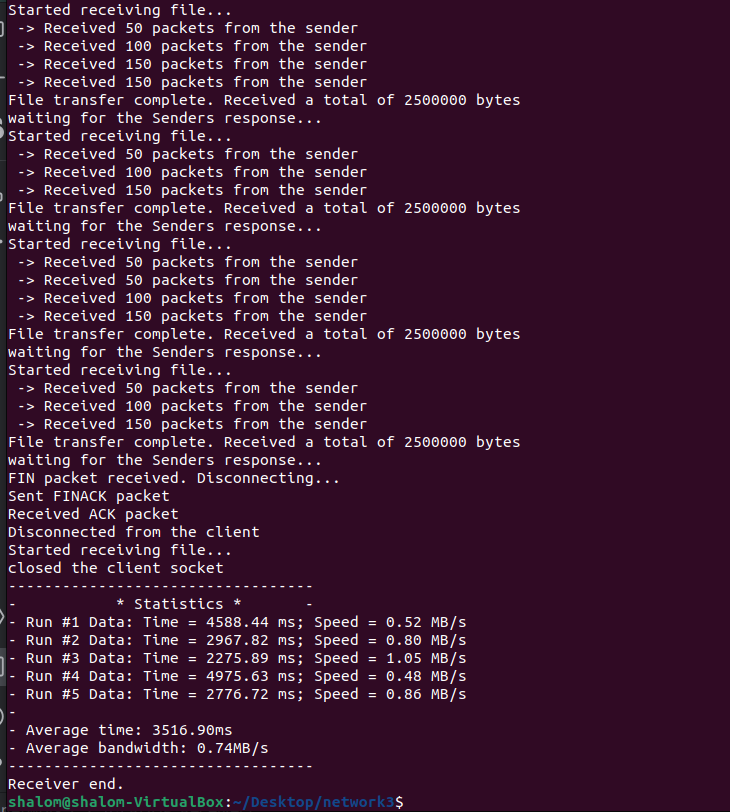 Started receiving file...
-> Received 50 packets from the sender
-> Received 100 packets from the sender
-> Received 150 packets from the sender
-> Received 150 packets from the sender
File transfer complete. Received a total of 2500000 bytes
waiting for the Senders response...
Started receiving file...
-> Received 50 packets from the sender
-> Received 100 packets from the sender
-> Received 150 packets from the sender
File transfer complete. Received a total of 2500000 bytes
waiting for the Senders response...
Started receiving file...
-> Received 50 packets from the sender
-> Received 50 packets from the sender
-> Received 100 packets from the sender
-> Received 150 packets from the sender
File transfer complete. Received a total of 2500000 bytes
waiting for the Senders response...
Started receiving file...
-> Received 50 packets from the sender
-> Received 100 packets from the sender
-> Received 150 packets from the sender
File transfer complete. Received a total of 2500000 bytes
waiting for the Senders response...
FIN packet received. Disconnecting...
Sent FINACK packet
Received ACK packet
Disconnected from the client
Started receiving file...
closed the client socket
----------------------------------
-           * Statistics *       -
- Run #1 Data: Time = 4588.44 ms; Speed = 0.52 MB/s
- Run #2 Data: Time = 2967.82 ms; Speed = 0.80 MB/s
- Run #3 Data: Time = 2275.89 ms; Speed = 1.05 MB/s
- Run #4 Data: Time = 4975.63 ms; Speed = 0.48 MB/s
- Run #5 Data: Time = 2776.72 ms; Speed = 0.86 MB/s
-
- Average time: 3516.90ms
- Average bandwidth: 0.74MB/s
----------------------------------
Receiver end.
shalom@shalom-VirtualBox:~/Desktop/network3$